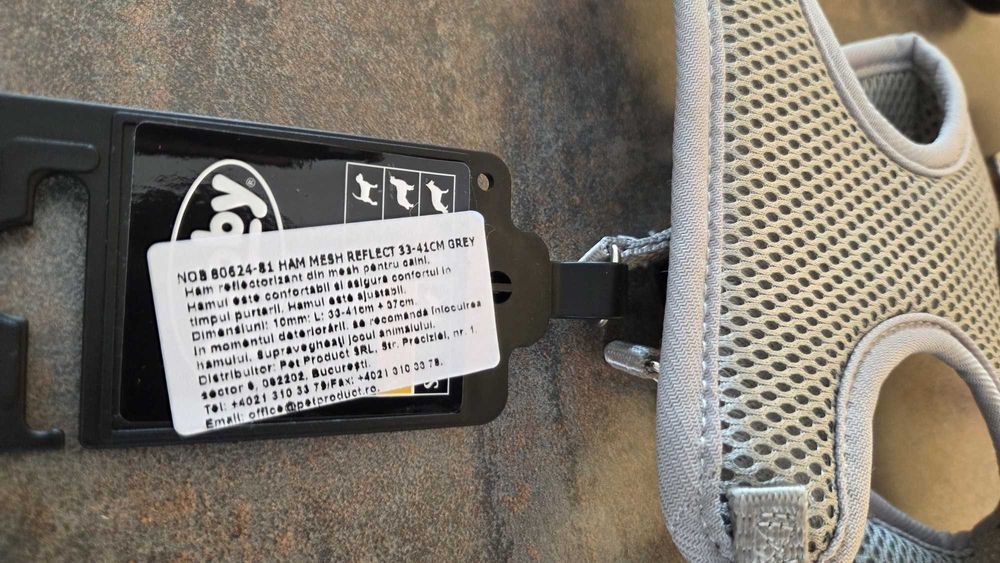 NOB 80624-81 HAM MESH REFLECT 33-41CM GREY
Ham reflectorizant din mesh pentru caini.
Hamul este confortabil si asigura confortul in
timpul purtarii. Hamul este ajustabil.
Dimensiuni: 10mm; L: 33-41cm + 37cm.
In momentul deteriorării, se recomanda inlocuirea
hamului. Supravegheați jocul animalului.
Distribuitor: Pet Product SRL, Str. Preciziei, nr. 1,
sector 6, 062202, București.
Tel: +4021 310 33 79/Fax: +4021 310 33 78.
Email: office@petproduct.ro.
S